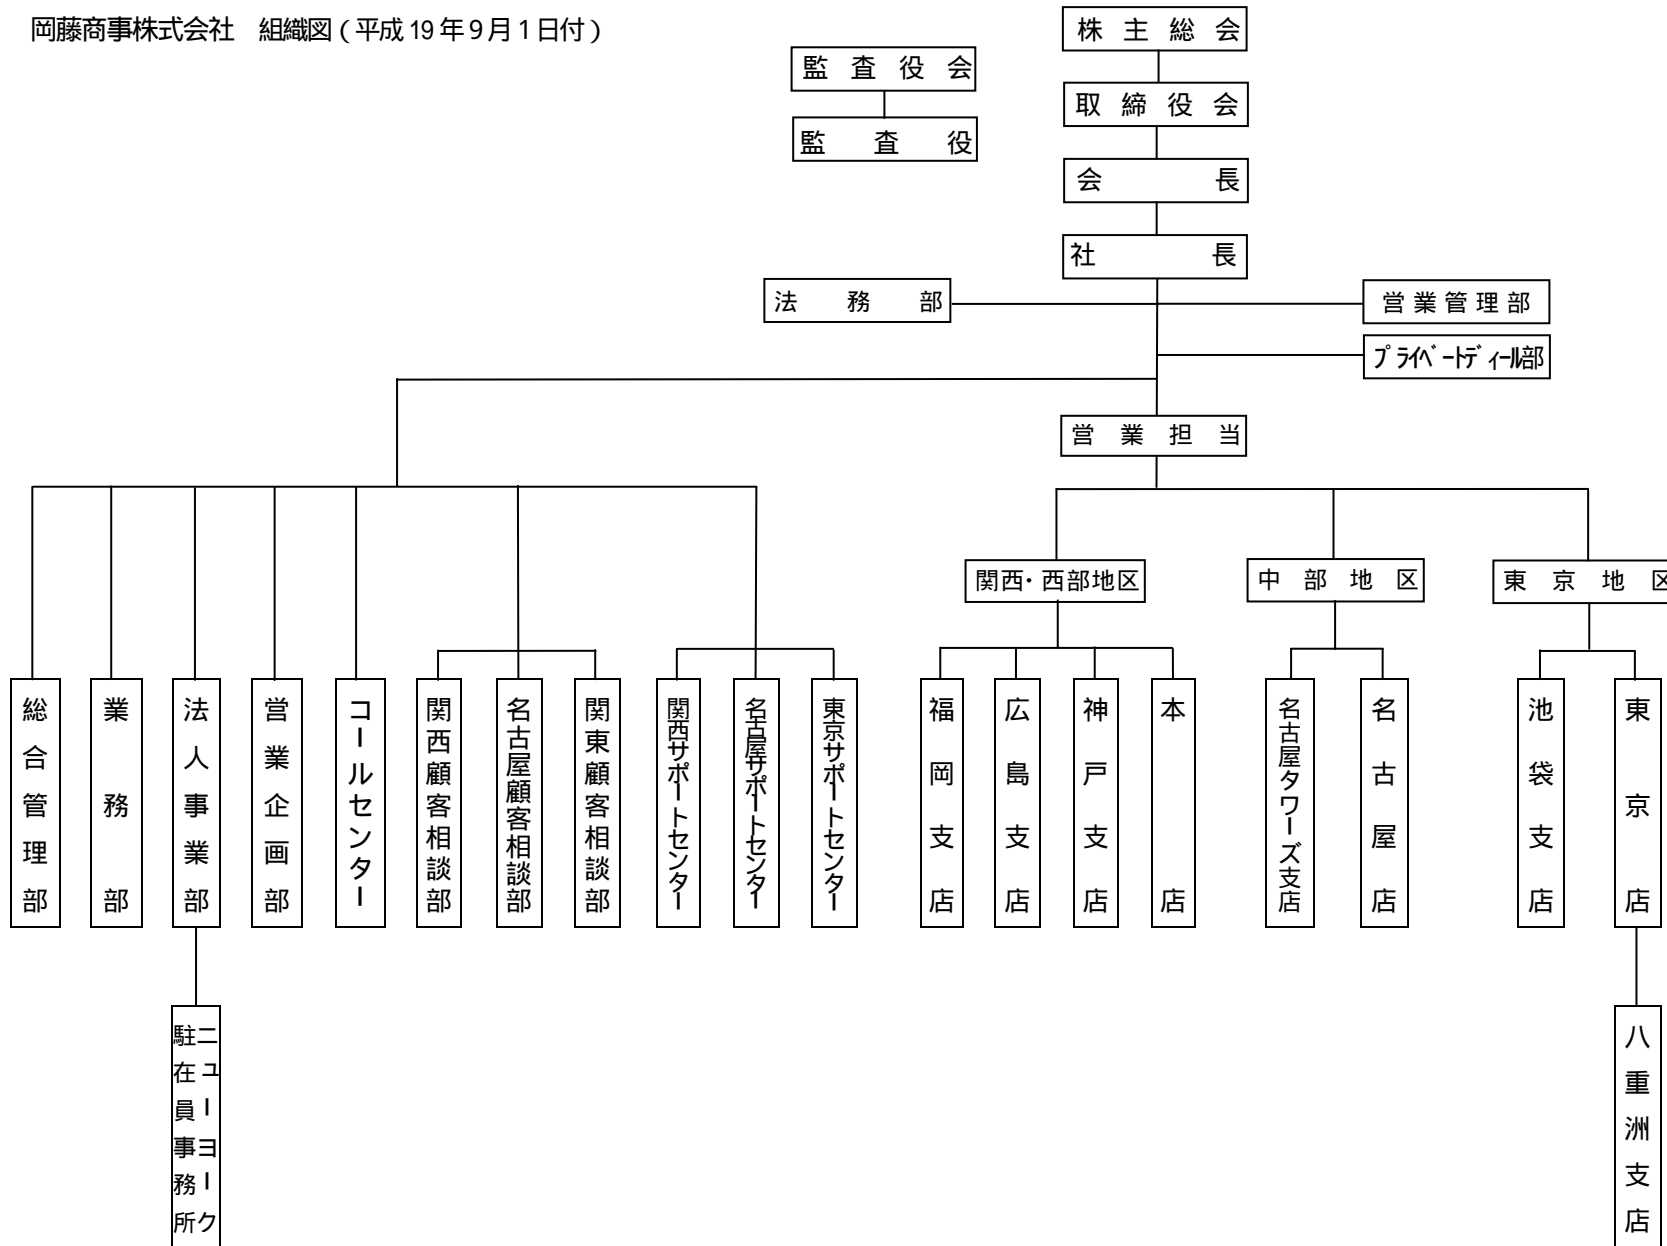 岡藤商事株式会社　組織図（平成19年9月1日付）
株主総会
監査役会
取締役会
監査役
会長
社長
法務部
営業管理部
プライベートディール部
営業担当
関西・西部地区
中部地区
東京地区
総合管理部
業務部
法人事業部
営業企画部
コールセンター
関西顧客相談部
名古屋顧客相談部
関東顧客相談部
関西サポートセンター
名古屋サポートセンター
東京サポートセンター
福岡支店
広島支店
神戸支店
本店
名古屋タワーズ支店
名古屋店
池袋支店
東京店
ニューヨーク
駐在員事務所
八重洲支店